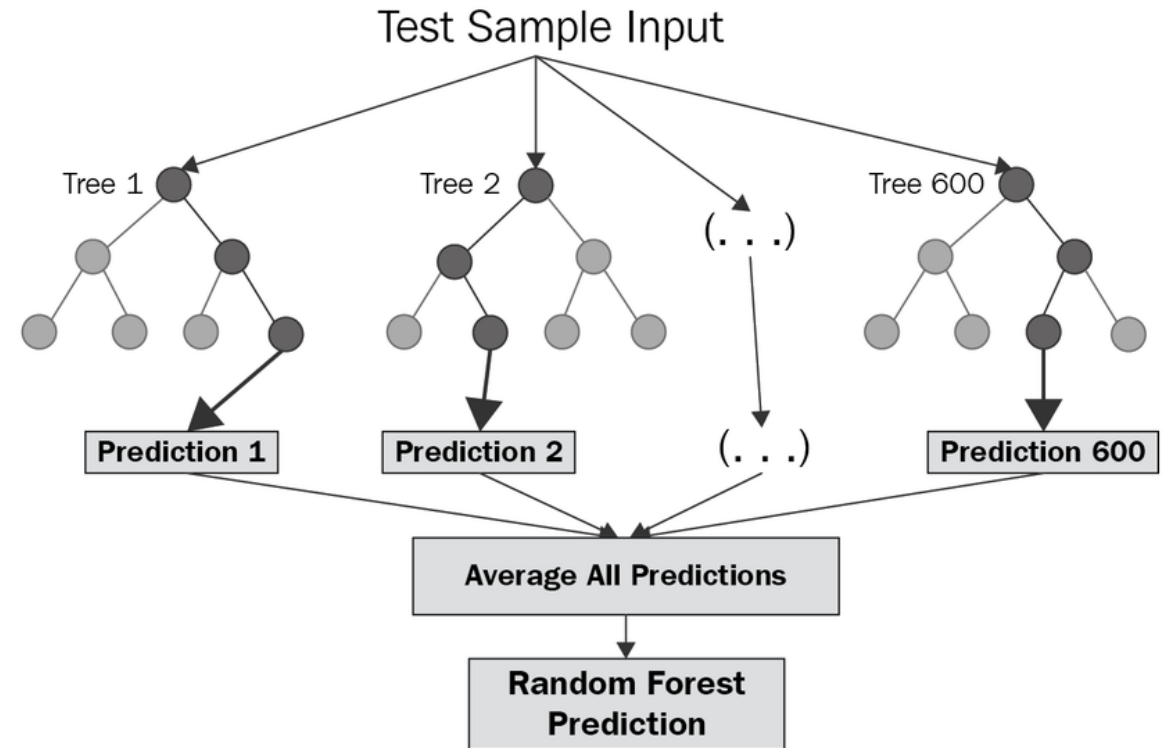 Test Sample Input
Tree 1
Tree 2
Tree 600
(. . .)
Prediction 1
Prediction 2
(. . .)
Prediction 600
Average All Predictions
Random Forest
Prediction